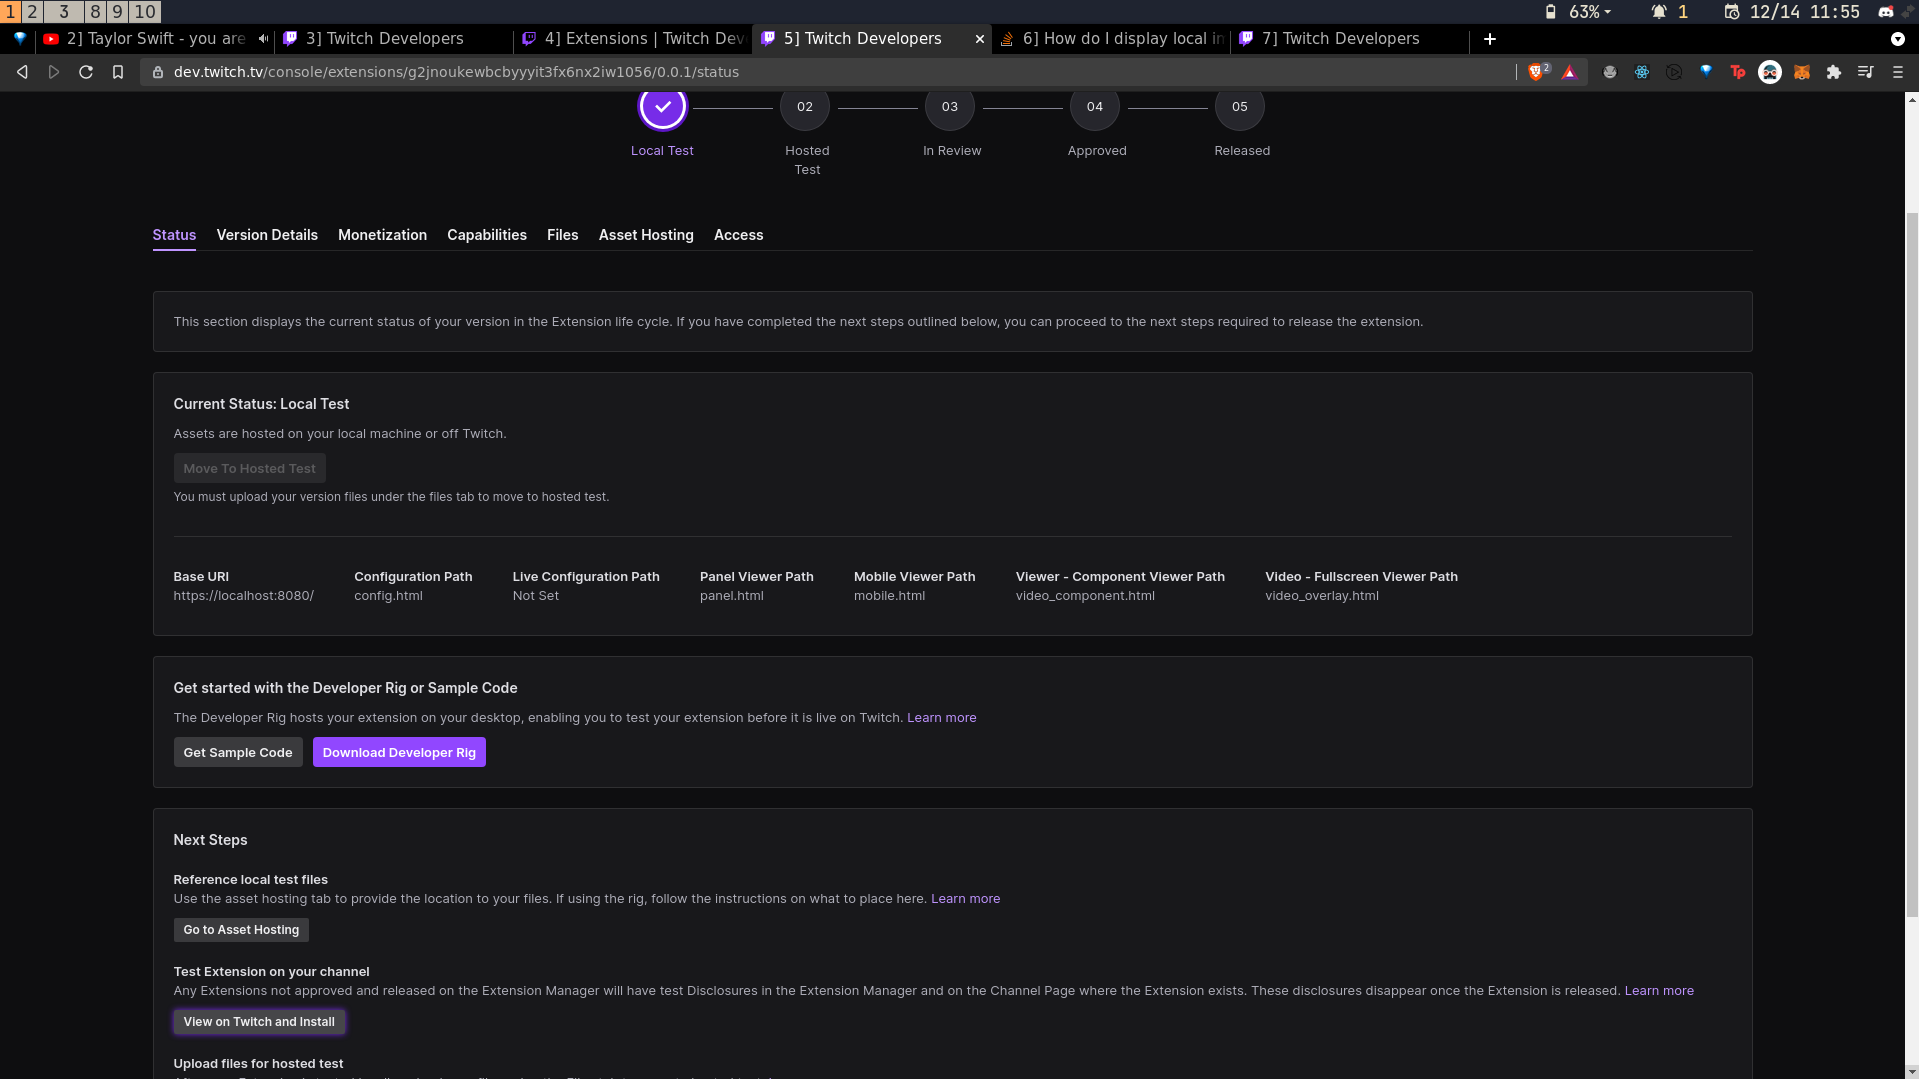 1 2 3 8 9 10
63%
1
12/14 11:55
2] Taylor Swift - you are
3] Twitch Developers
4] Extensions | Twitch Dev
5] Twitch Developers
6] How do I display local in
7] Twitch Developers
dev.twitch.tv/console/extensions/g2jnoukewbcbyyyit3fx6nx2iw1056/0.0.1/status
2
Tp
02 03 04 05
Local Test
Hosted
Test
In Review
Approved
Released
Status Version Details Monetization Capabilities Files Asset Hosting Access
This section displays the current status of your version in the Extension life cycle. If you have completed the next steps outlined below, you can proceed to the next steps required to release the extension.
Current Status: Local Test
Assets are hosted on your local machine or off Twitch.
Move To Hosted Test
You must upload your version files under the files tab to move to hosted test.
Base URI
https://localhost:8080/
Configuration Path
config.html
Live Configuration Path
Not Set
Panel Viewer Path
panel.html
Mobile Viewer Path
mobile.html
Viewer - Component Viewer Path
video_component.html
Video - Fullscreen Viewer Path
video_overlay.html
Get started with the Developer Rig or Sample Code
The Developer Rig hosts your extension on your desktop, enabling you to test your extension before it is live on Twitch. Learn more
Get Sample Code
Download Developer Rig
Next Steps
Reference local test files
Use the asset hosting tab to provide the location to your files. If using the rig, follow the instructions on what to place here. Learn more
Go to Asset Hosting
Test Extension on your channel
Any Extensions not approved and released on the Extension Manager will have test Disclosures in the Extension Manager and on the Channel Page where the Extension exists. These disclosures disappear once the Extension is released. Learn more
View on Twitch and Install
Upload files for hosted test